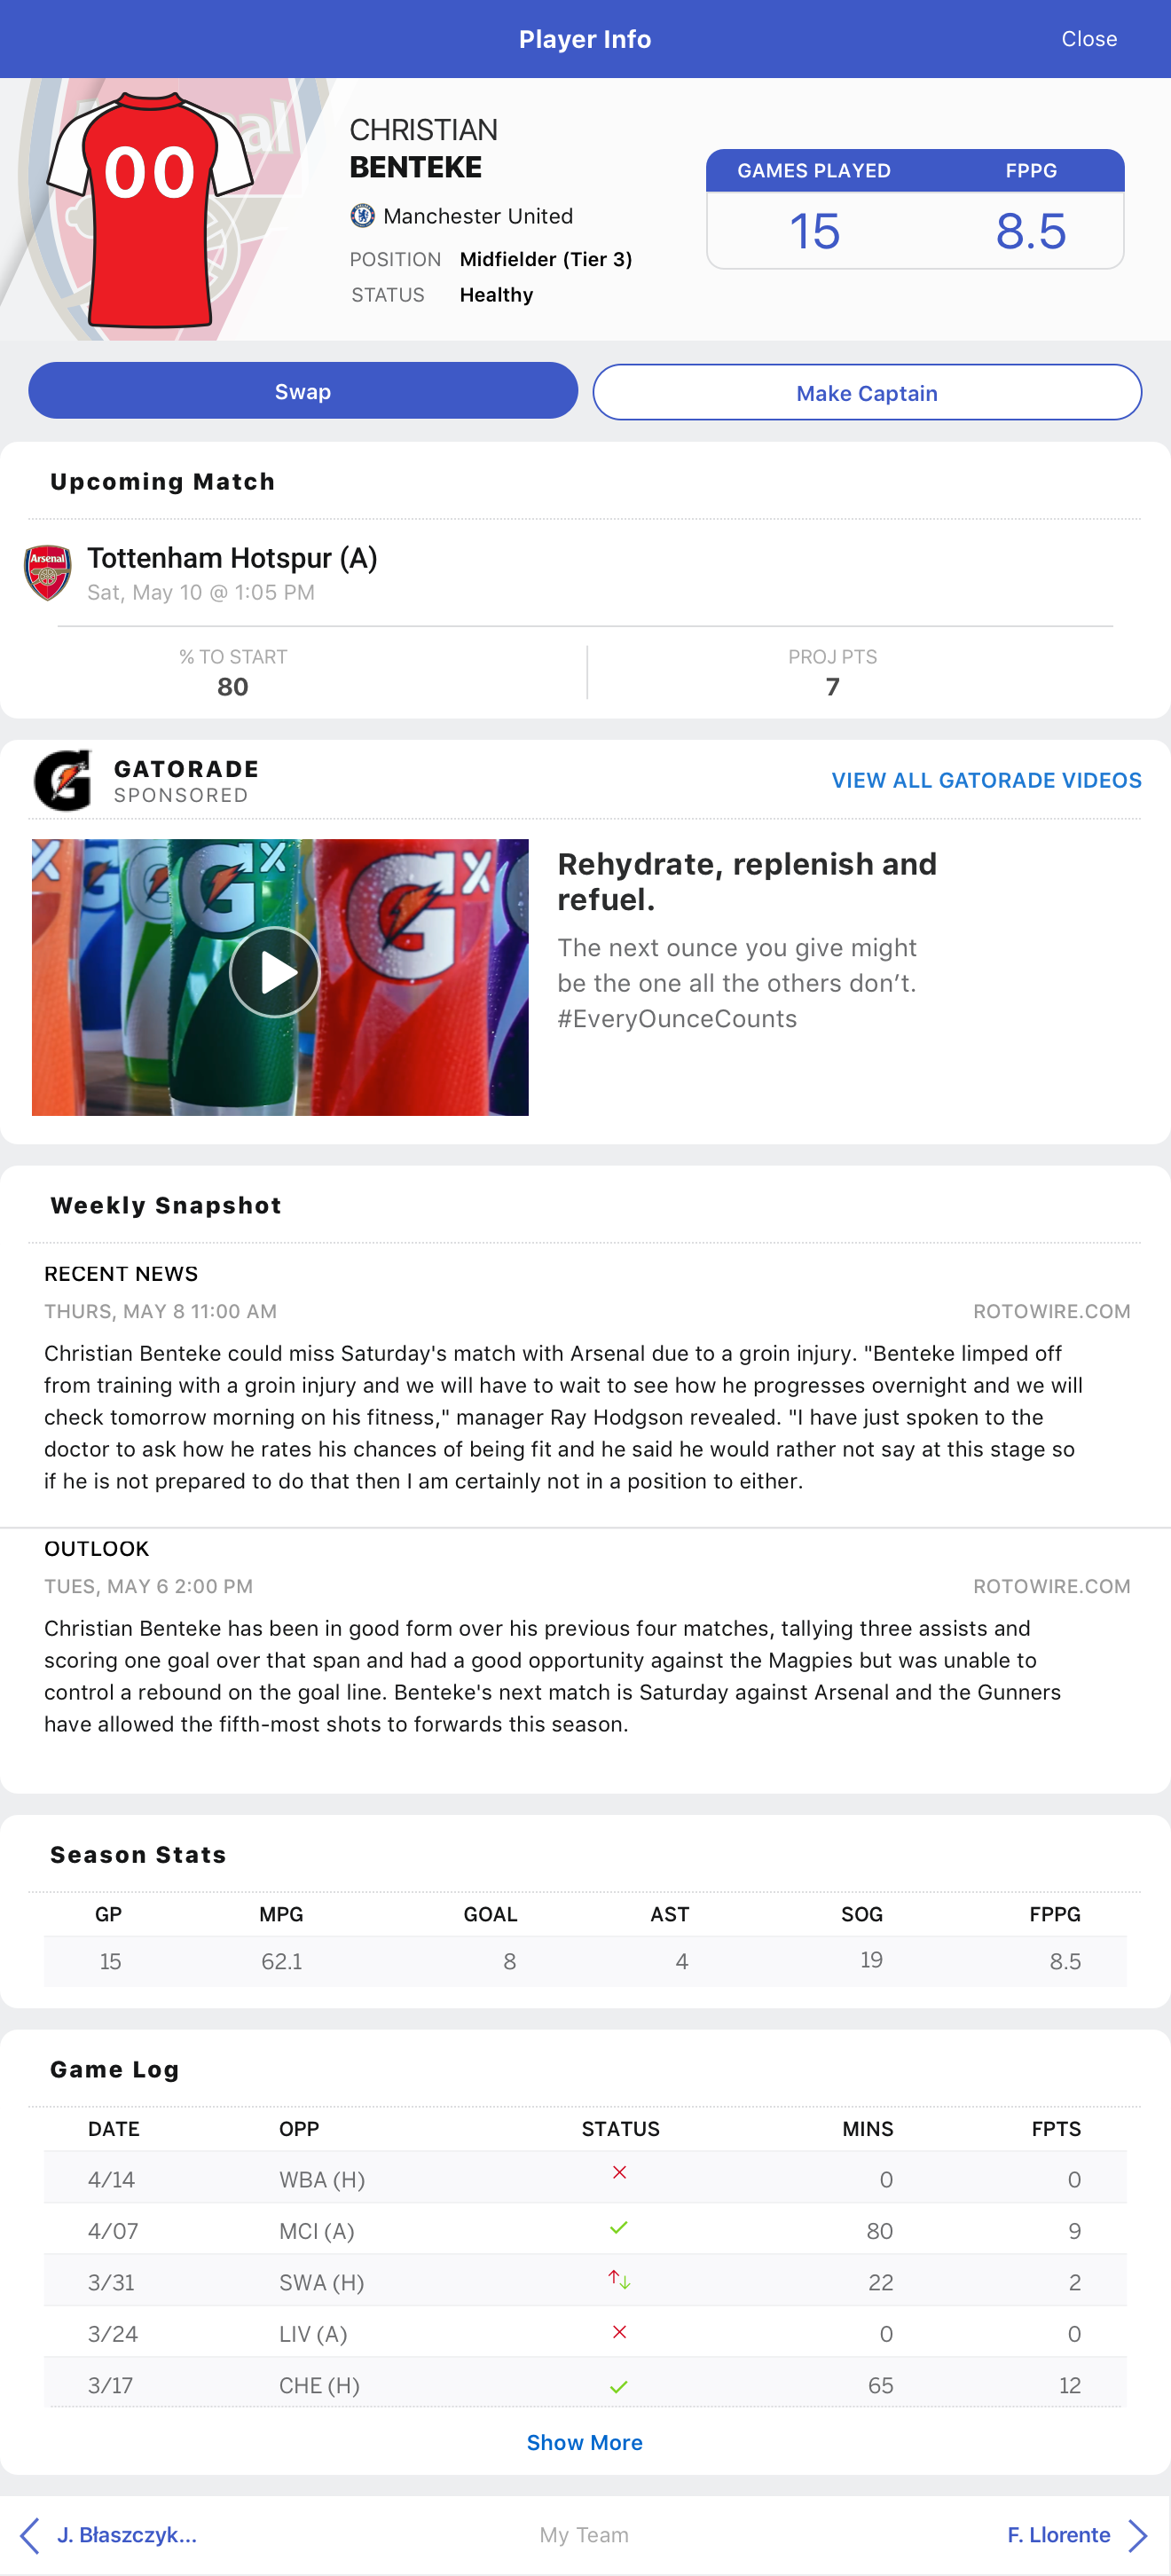 Player Info
Close
00
CHRISTIAN
BENTEKE
Manchester United
POSITION Midfielder (Tier 3)
STATUS Healthy
GAMES PLAYED FPPG
15 8.5
Swap
Make Captain
Upcoming Match
Arsenal
Tottenham Hotspur (A)
Sat, May 10 @ 1:05 PM
% TO START PROJ PTS
80 7
G
GATORADE
SPONSORED
VIEW ALL GATORADE VIDEOS
Rehydrate, replenish and
refuel.
The next ounce you give might
be the one all the others don’t.
#EveryOunceCounts
Weekly Snapshot
RECENT NEWS
THURS, MAY 8 11:00 AM ROTOWIRE.COM
Christian Benteke could miss Saturday's match with Arsenal due to a groin injury. "Benteke limped off
from training with a groin injury and we will have to wait to see how he progresses overnight and we will
check tomorrow morning on his fitness," manager Ray Hodgson revealed. "I have just spoken to the
doctor to ask how he rates his chances of being fit and he said he would rather not say at this stage so
if he is not prepared to do that then I am certainly not in a position to either.
OUTLOOK
TUES, MAY 6 2:00 PM ROTOWIRE.COM
Christian Benteke has been in good form over his previous four matches, tallying three assists and
scoring one goal over that span and had a good opportunity against the Magpies but was unable to
control a rebound on the goal line. Benteke's next match is Saturday against Arsenal and the Gunners
have allowed the fifth-most shots to forwards this season.
Season Stats
GP MPG GOAL AST SOG FPPG
15 62.1 8 4 19 8.5
Game Log
DATE OPP STATUS MINS FPTS
4/14 WBA (H) 0 0
4/07 MCI (A) 80 9
3/31 SWA (H) 22 2
3/24 LIV (A) 0 0
3/17 CHE (H) 65 12
Show More
J. Błaszczyk...
My Team
F. Llorente